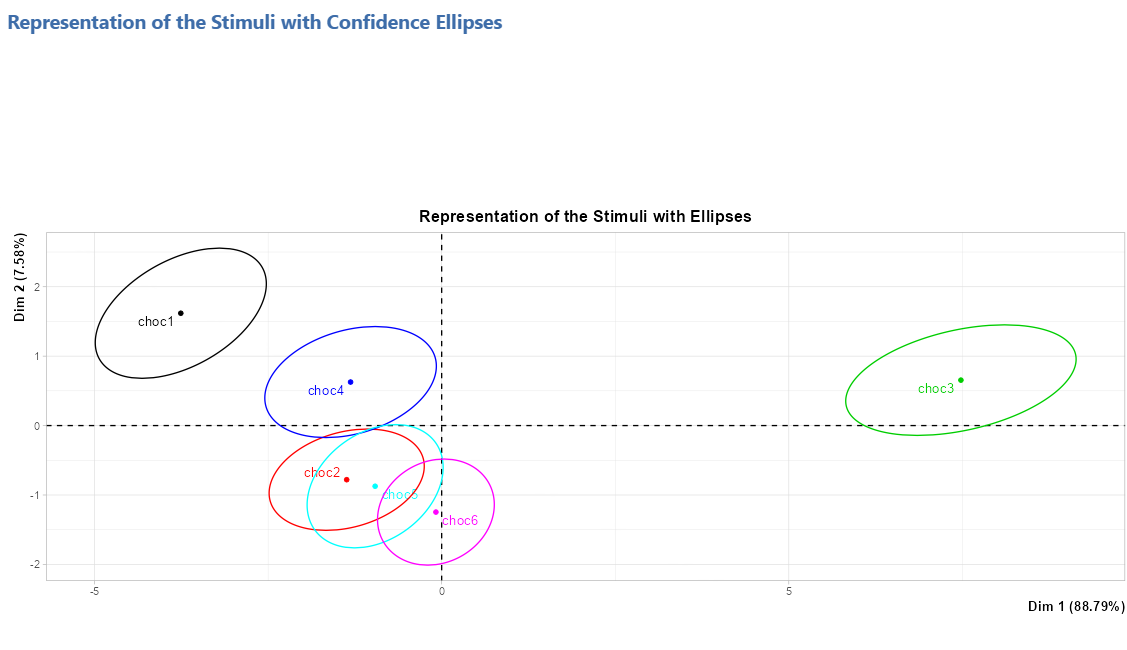 Representation of the Stimuli with Confidence Ellipses
Representation of the Stimuli with Ellipses
Dim 2 (7.58%)
2
1
0
-1
-2
choc1
choc4
choc3
choc2
choc5
choc6
-5
0
5
Dim 1 (88.79%)